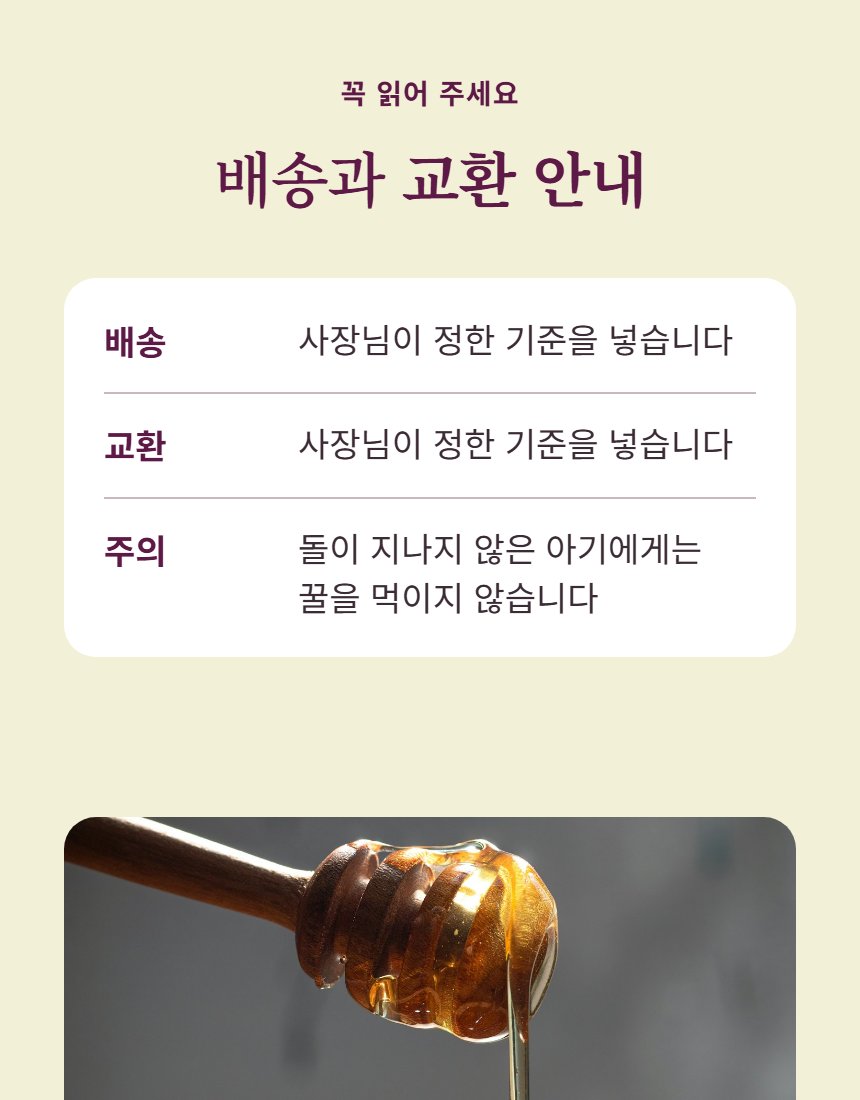 꼭 읽어 주세요
배송과 교환 안내
배송 사장님이 정한 기준을 넣습니다
교환 사장님이 정한 기준을 넣습니다
주의 돌이 지나지 않은 아기에게는
꿀을 먹이지 않습니다